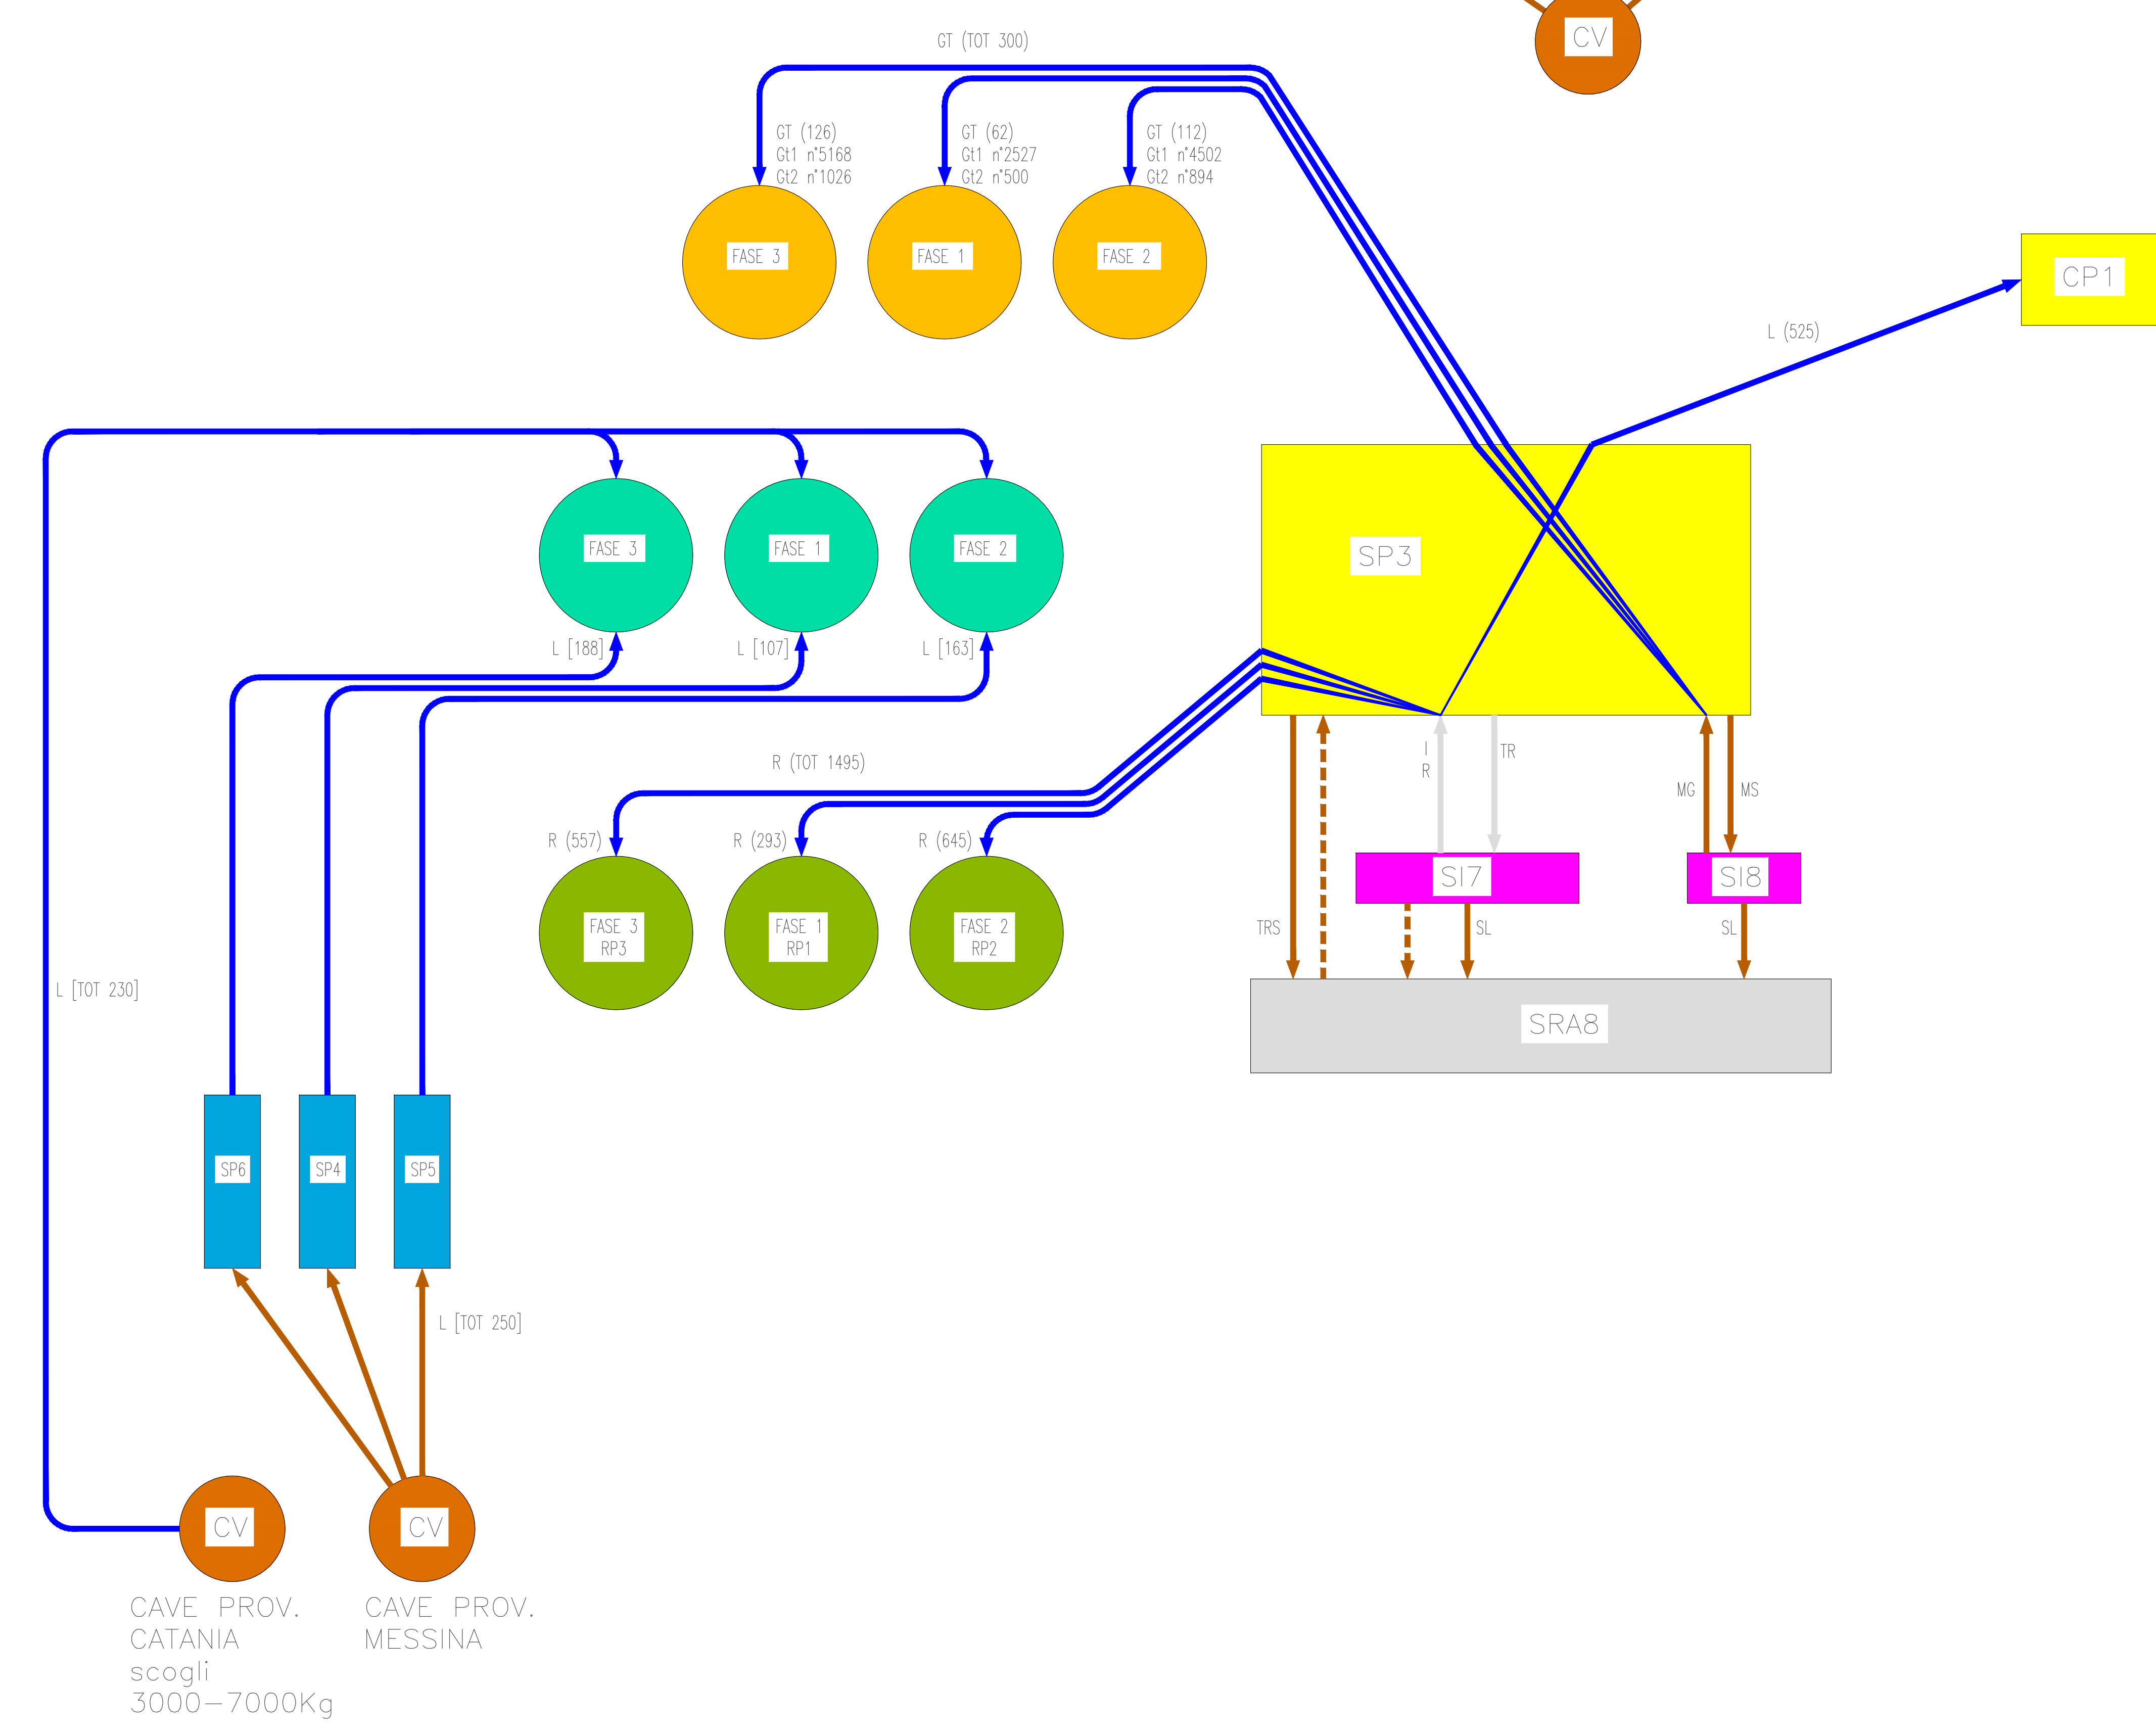 CV
GT (TOT 300)
GT (126)
Gt1 n°5168
Gt2 n°1026
GT (62)
Gt1 n°2527
Gt2 n°500
GT (112)
Gt1 n°4502
Gt2 n°894
FASE 3
FASE 1
FASE 2
CP1
L (525)
FASE 3
FASE 1
FASE 2
SP3
L [188]
L [107]
L [163]
R (TOT 1495)
I
R
TR
MG
MS
R (557)
R (293)
R (645)
SI7
SI8
FASE 3
RP3
FASE 1
RP1
FASE 2
RP2
TRS
SL
SL
L [TOT 230]
SRA8
SP6
SP4
SP5
L [TOT 250]
CV
CV
CAVE PROV.
CATANIA
scogli
3000-7000Kg
CAVE PROV.
MESSINA